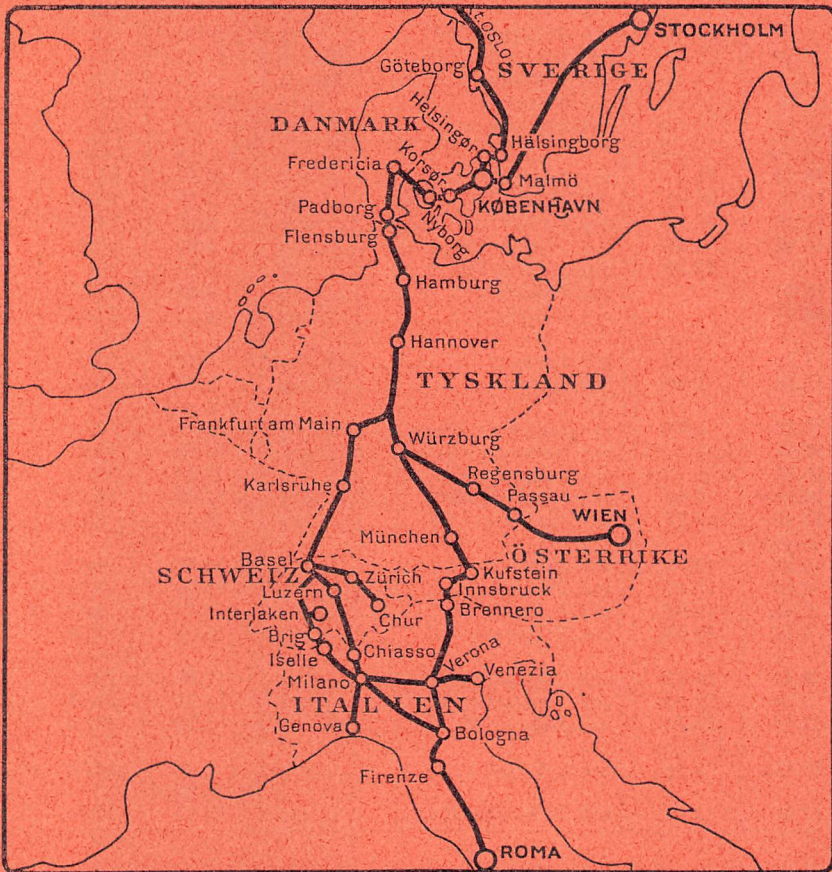 t. OSLO
STOCKHOLM
Göteborg
SVERIGE
Helsingør
DANMARK
Hälsingborg
Korsør
Fredericia
Malmö
Padborg
KØBENHAVN
Nyborg
Flensburg
Hamburg
Hannover
TYSKLAND
Frankfurt am Main
Würzburg
Regensburg
Karlsruhe
Passau
WIEN
München
ÖSTERRIKE
Basel
SCHWEIZ
Zürich
Kufstein
Luzern
Innsbruck
Interlaken
Chur
Brennero
Brig
Chiasso
Verona
Iselle
Venezia
Milano
ITALIEN
Genova
Bologna
Firenze
ROMA